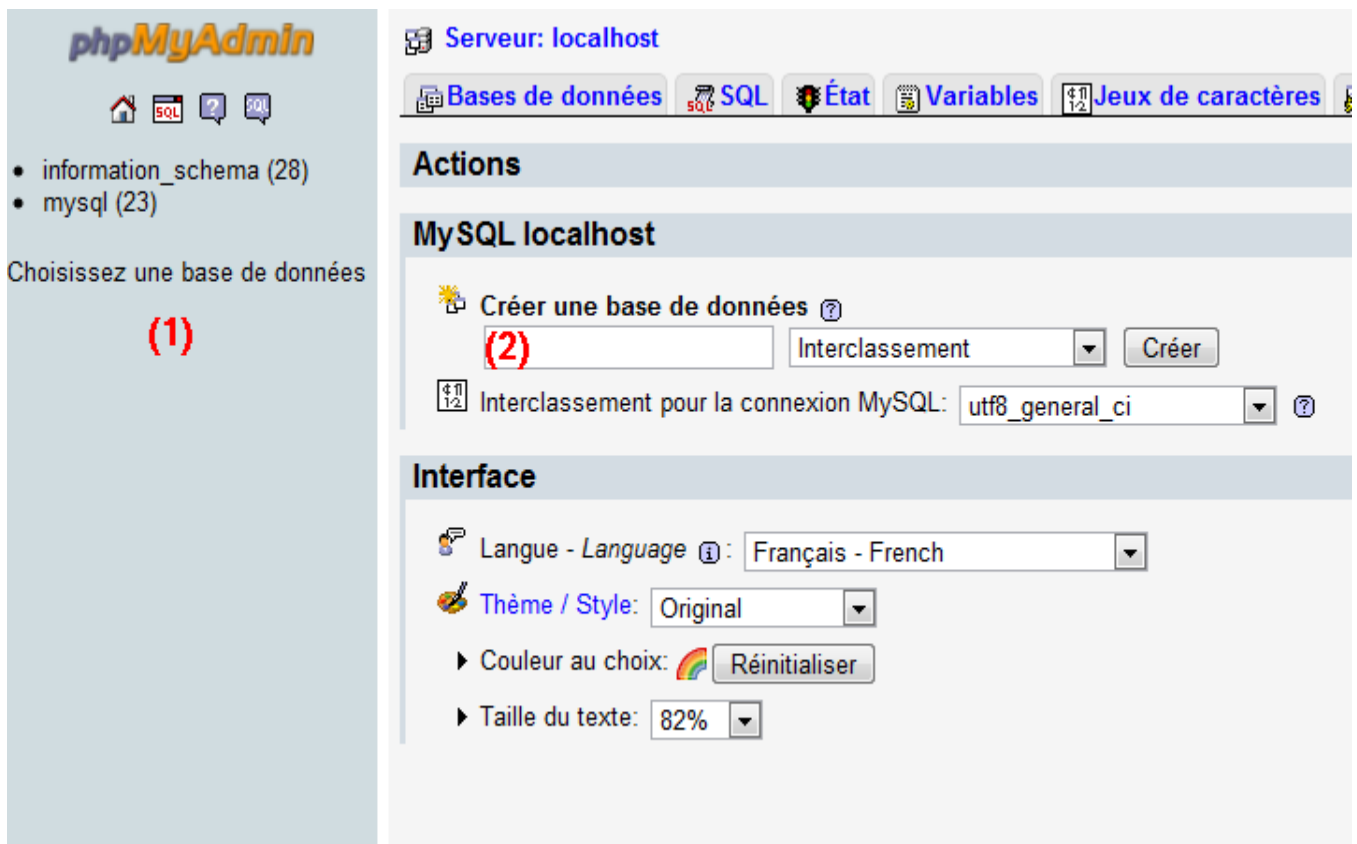 phpMyAdmin
SQL ? SQL
information_schema (28)
mysql (23)
Choisissez une base de données
(1)
Serveur: localhost
Bases de données SQL État Variables Jeux de caractères
Actions
MySQL localhost
Créer une base de données ?
(2) Interclassement Créer
Interclassement pour la connexion MySQL: utf8_general_ci ?
Interface
Langue - Language i : Français - French
Thème / Style: Original
Couleur au choix: Réinitialiser
Taille du texte: 82%